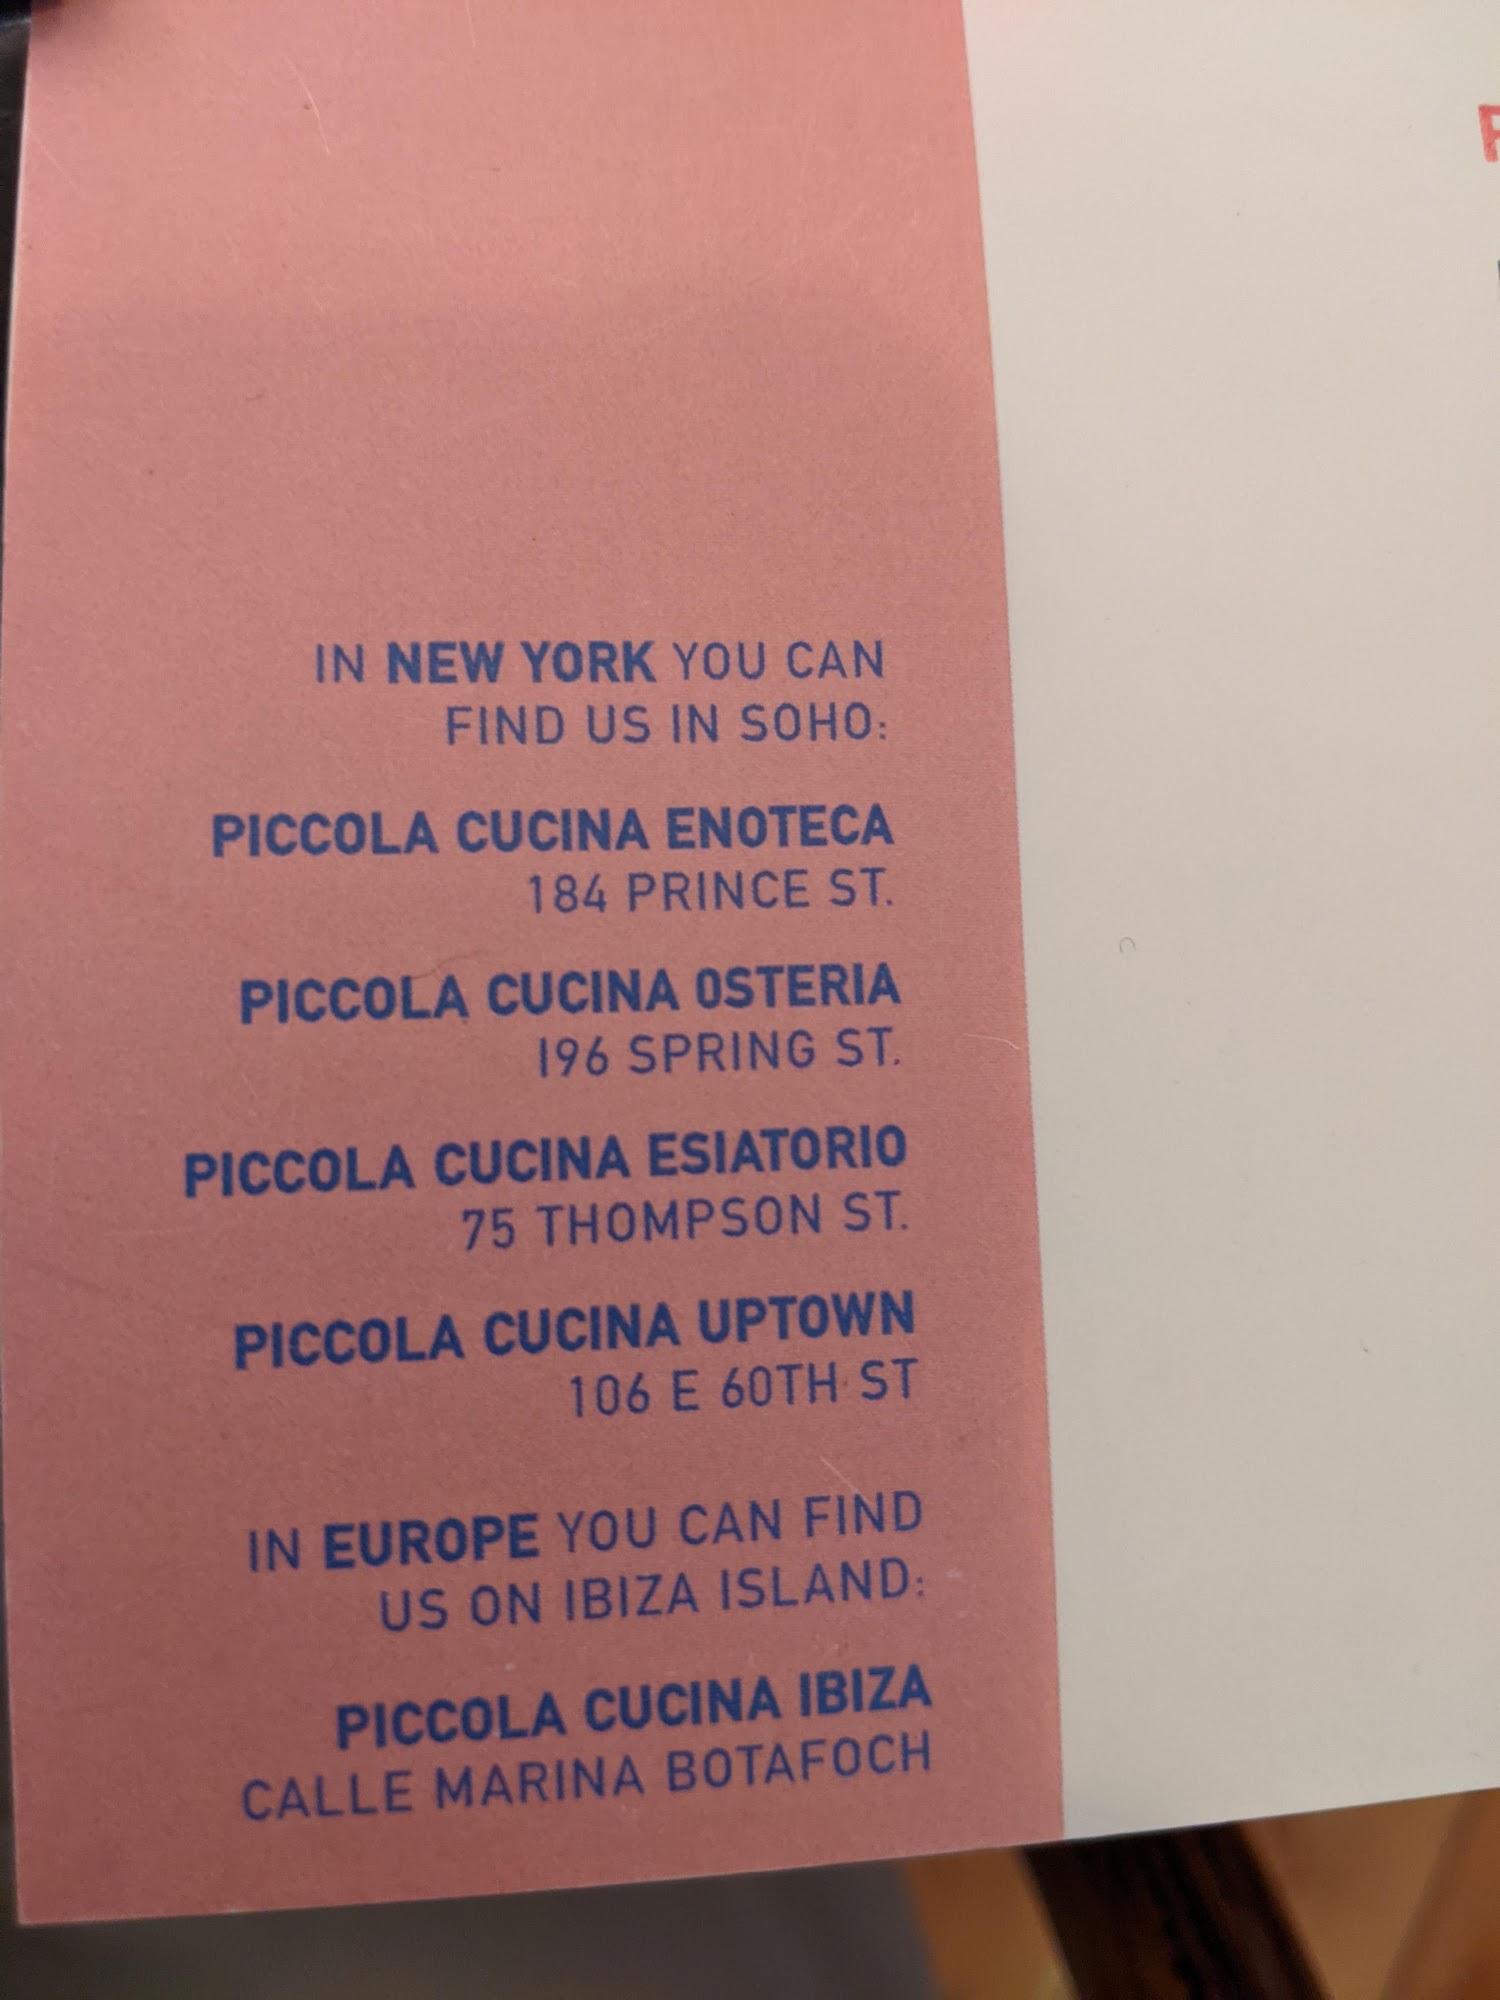 IN NEW YORK YOU CAN
FIND US IN SOHO:
PICCOLA CUCINA ENOTECA
184 PRINCE ST.
PICCOLA CUCINA OSTERIA
196 SPRING ST.
PICCOLA CUCINA ESIATORIO
75 THOMPSON ST.
PICCOLA CUCINA UPTOWN
106 E 60TH ST
IN EUROPE YOU CAN FIND
US ON IBIZA ISLAND:
PICCOLA CUCINA IBIZA
CALLE MARINA BOTAFOCH